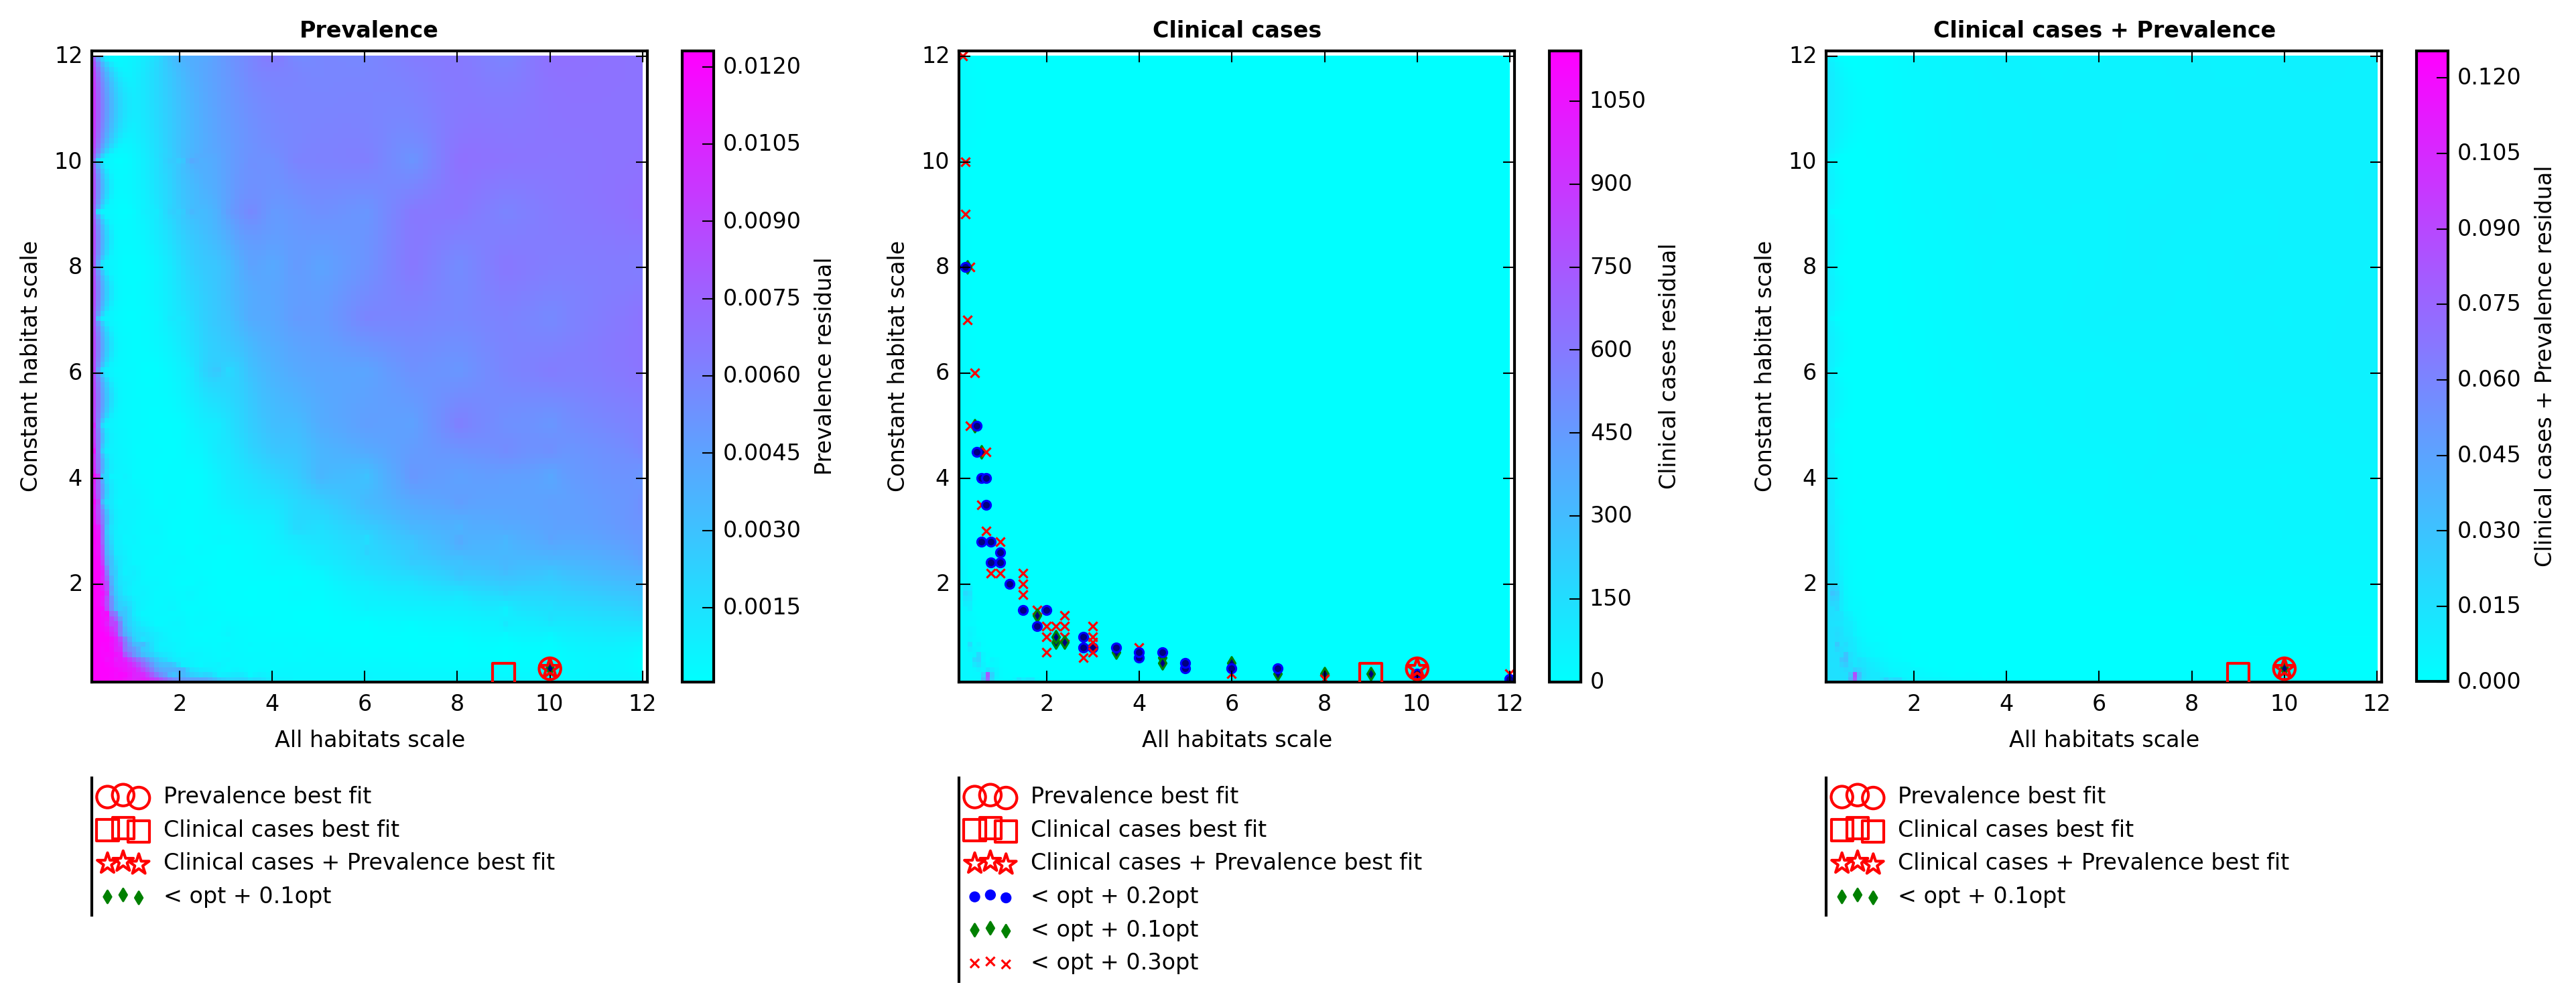 Prevalence
12
10
8
6
4
2
2 4 6 8 10 12
Constant habitat scale
All habitats scale
0.0120
0.0105
0.0090
0.0075
0.0060
0.0045
0.0030
0.0015
Prevalence residual
Prevalence best fit
Clinical cases best fit
Clinical cases + Prevalence best fit
< opt + 0.1opt
Clinical cases
12
10
8
6
4
2
2 4 6 8 10 12
Constant habitat scale
All habitats scale
1050
900
750
600
450
300
150
0
Clinical cases residual
Prevalence best fit
Clinical cases best fit
Clinical cases + Prevalence best fit
< opt + 0.2opt
< opt + 0.1opt
< opt + 0.3opt
Clinical cases + Prevalence
12
10
8
6
4
2
2 4 6 8 10 12
Constant habitat scale
All habitats scale
0.120
0.105
0.090
0.075
0.060
0.045
0.030
0.015
0.000
Clinical cases + Prevalence residual
Prevalence best fit
Clinical cases best fit
Clinical cases + Prevalence best fit
< opt + 0.1opt